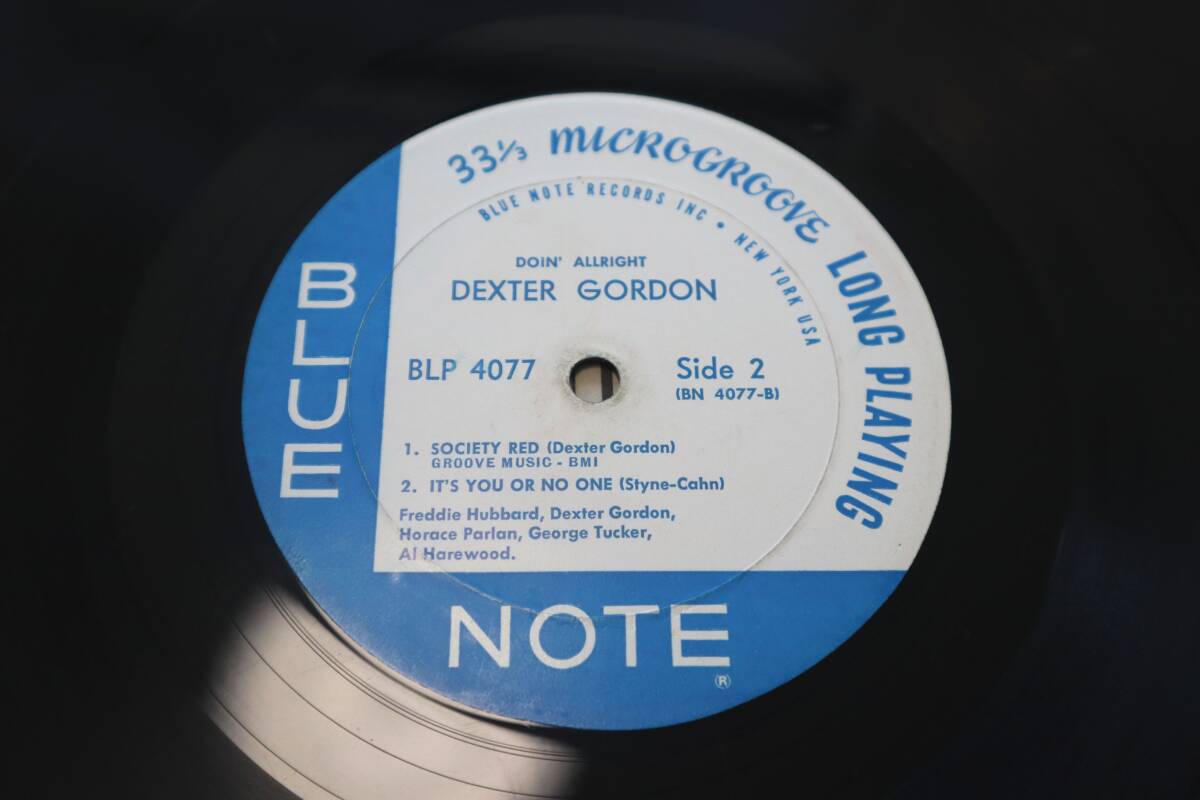 33⅓ MICROGROOVE LONG PLAYING
BLUE NOTE RECORDS INC • NEW YORK USA
DOIN' ALLRIGHT
DEXTER GORDON
BLP 4077
Side 2
(BN 4077-B)
1. SOCIETY RED (Dexter Gordon)
GROOVE MUSIC - BMI
2. IT'S YOU OR NO ONE (Styne-Cahn)
Freddie Hubbard, Dexter Gordon,
Horace Parlan, George Tucker,
Al Harewood.
BLUE
NOTE
®